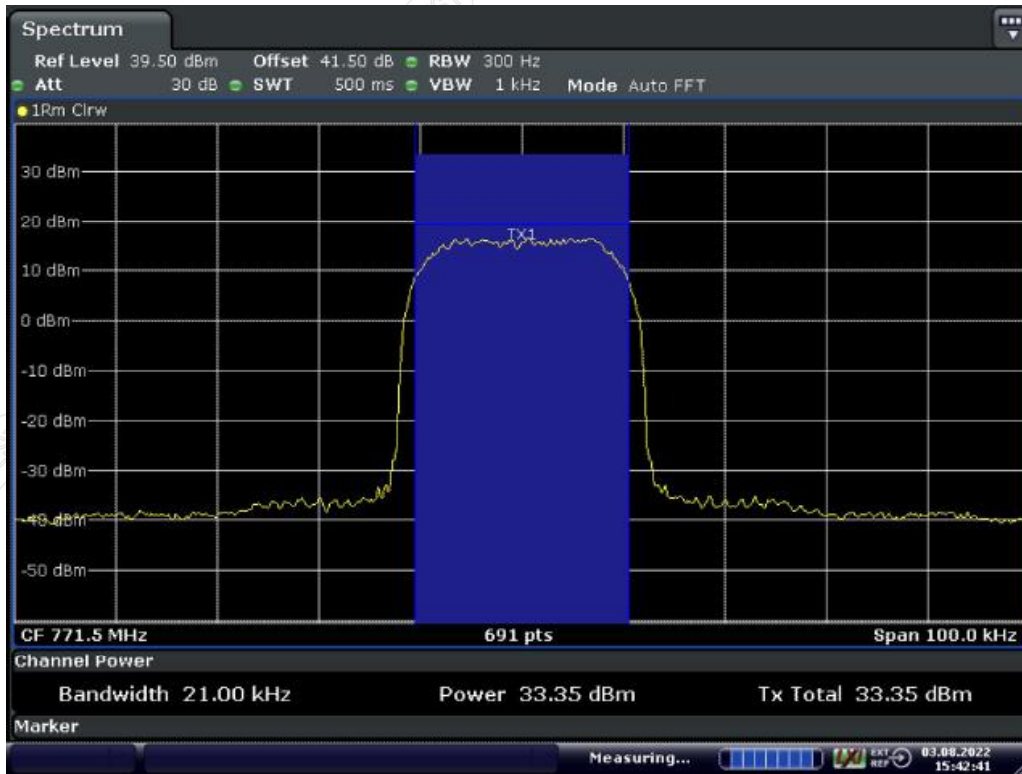 Spectrum
Ref Level 39.50 dBm Offset 41.50 dB RBW 300 Hz
Att 30 dB SWT 500 ms VBW 1 kHz Mode Auto FFT
1Rm Clrw
30 dBm
20 dBm
TX1
10 dBm
0 dBm
-10 dBm
-20 dBm
-30 dBm
-40 dBm
-50 dBm
CF 771.5 MHz 691 pts Span 100.0 kHz
Channel Power
Bandwidth 21.00 kHz Power 33.35 dBm Tx Total 33.35 dBm
Marker
Measuring... EXT REF 03.08.2022
15:42:41